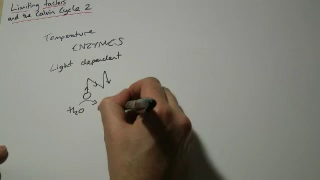 Limiting factors
and the Calvin Cycle 2
Temperature
ENZYMES
Light dependent
H2O